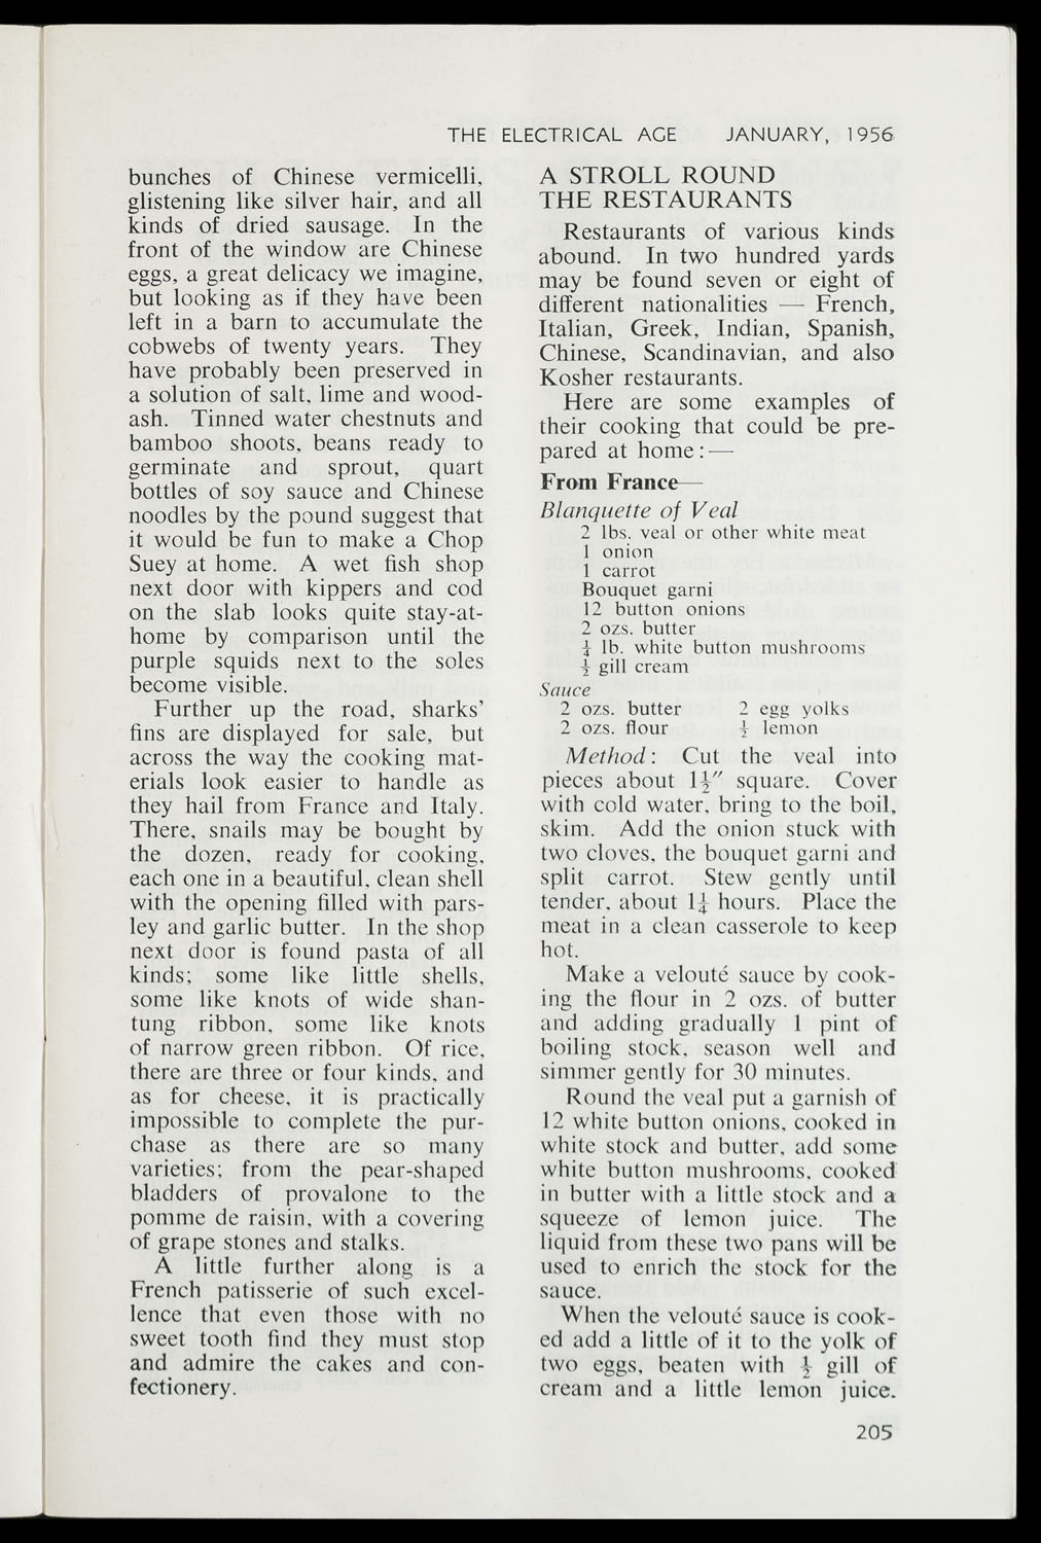 THE ELECTRICAL AGE JANUARY, 1956
bunches of Chinese vermicelli,
glistening like silver hair, and all
kinds of dried sausage. In the
front of the window are Chinese
eggs, a great delicacy we imagine,
but looking as if they have been
left in a barn to accumulate the
cobwebs of twenty years. They
have probably been preserved in
a solution of salt, lime and wood-
ash. Tinned water chestnuts and
bamboo shoots, beans ready to
germinate and sprout, quart
bottles of soy sauce and Chinese
noodles by the pound suggest that
it would be fun to make a Chop
Suey at home. A wet fish shop
next door with kippers and cod
on the slab looks quite stay-at-
home by comparison until the
purple squids next to the soles
become visible.
Further up the road, sharks'
fins are displayed for sale, but
across the way the cooking mat-
erials look easier to handle as
they hail from France and Italy.
There, snails may be bought by
the dozen, ready for cooking,
each one in a beautiful, clean shell
with the opening filled with pars-
ley and garlic butter. In the shop
next door is found pasta of all
kinds; some like little shells,
some like knots of wide shan-
tung ribbon, some like knots
of narrow green ribbon. Of rice,
there are three or four kinds, and
as for cheese, it is practically
impossible to complete the pur-
chase as there are so many
varieties; from the pear-shaped
bladders of provalone to the
pomme de raisin, with a covering
of grape stones and stalks.
A little further along is a
French patisserie of such excel-
lence that even those with no
sweet tooth find they must stop
and admire the cakes and con-
fectionery.
A STROLL ROUND
THE RESTAURANTS
Restaurants of various kinds
abound. In two hundred yards
may be found seven or eight of
different nationalities — French,
Italian, Greek, Indian, Spanish,
Chinese, Scandinavian, and also
Kosher restaurants.
Here are some examples of
their cooking that could be pre-
pared at home:—
From France—
Blanquette of Veal
2 lbs. veal or other white meat
1 onion
1 carrot
Bouquet garni
12 button onions
2 ozs. butter
¼ lb. white button mushrooms
½ gill cream
Sauce
2 ozs. butter 2 egg yolks
2 ozs. flour ½ lemon
Method: Cut the veal into
pieces about 1½″ square. Cover
with cold water, bring to the boil,
skim. Add the onion stuck with
two cloves, the bouquet garni and
split carrot. Stew gently until
tender, about 1¼ hours. Place the
meat in a clean casserole to keep
hot.
Make a velouté sauce by cook-
ing the flour in 2 ozs. of butter
and adding gradually 1 pint of
boiling stock, season well and
simmer gently for 30 minutes.
Round the veal put a garnish of
12 white button onions, cooked in
white stock and butter, add some
white button mushrooms, cooked
in butter with a little stock and a
squeeze of lemon juice. The
liquid from these two pans will be
used to enrich the stock for the
sauce.
When the velouté sauce is cook-
ed add a little of it to the yolk of
two eggs, beaten with ½ gill of
cream and a little lemon juice.
205